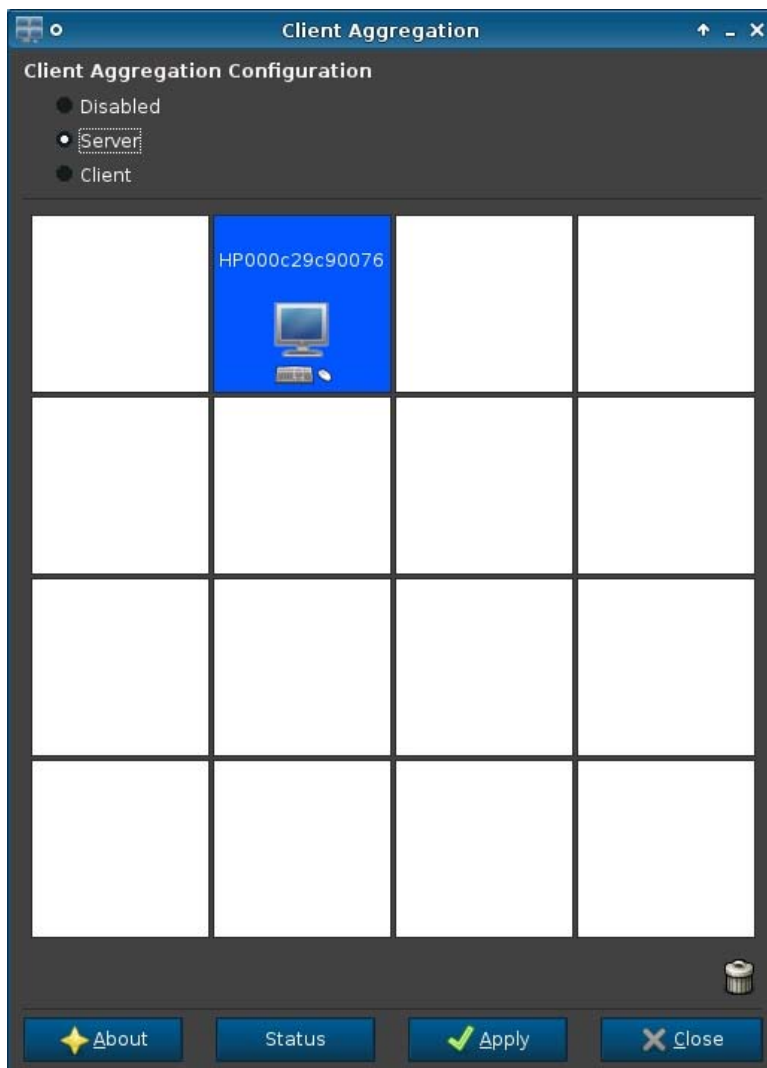 Client Aggregation
Client Aggregation Configuration
Disabled
Server
Client
HP000c29c90076
About
Status
Apply
Close